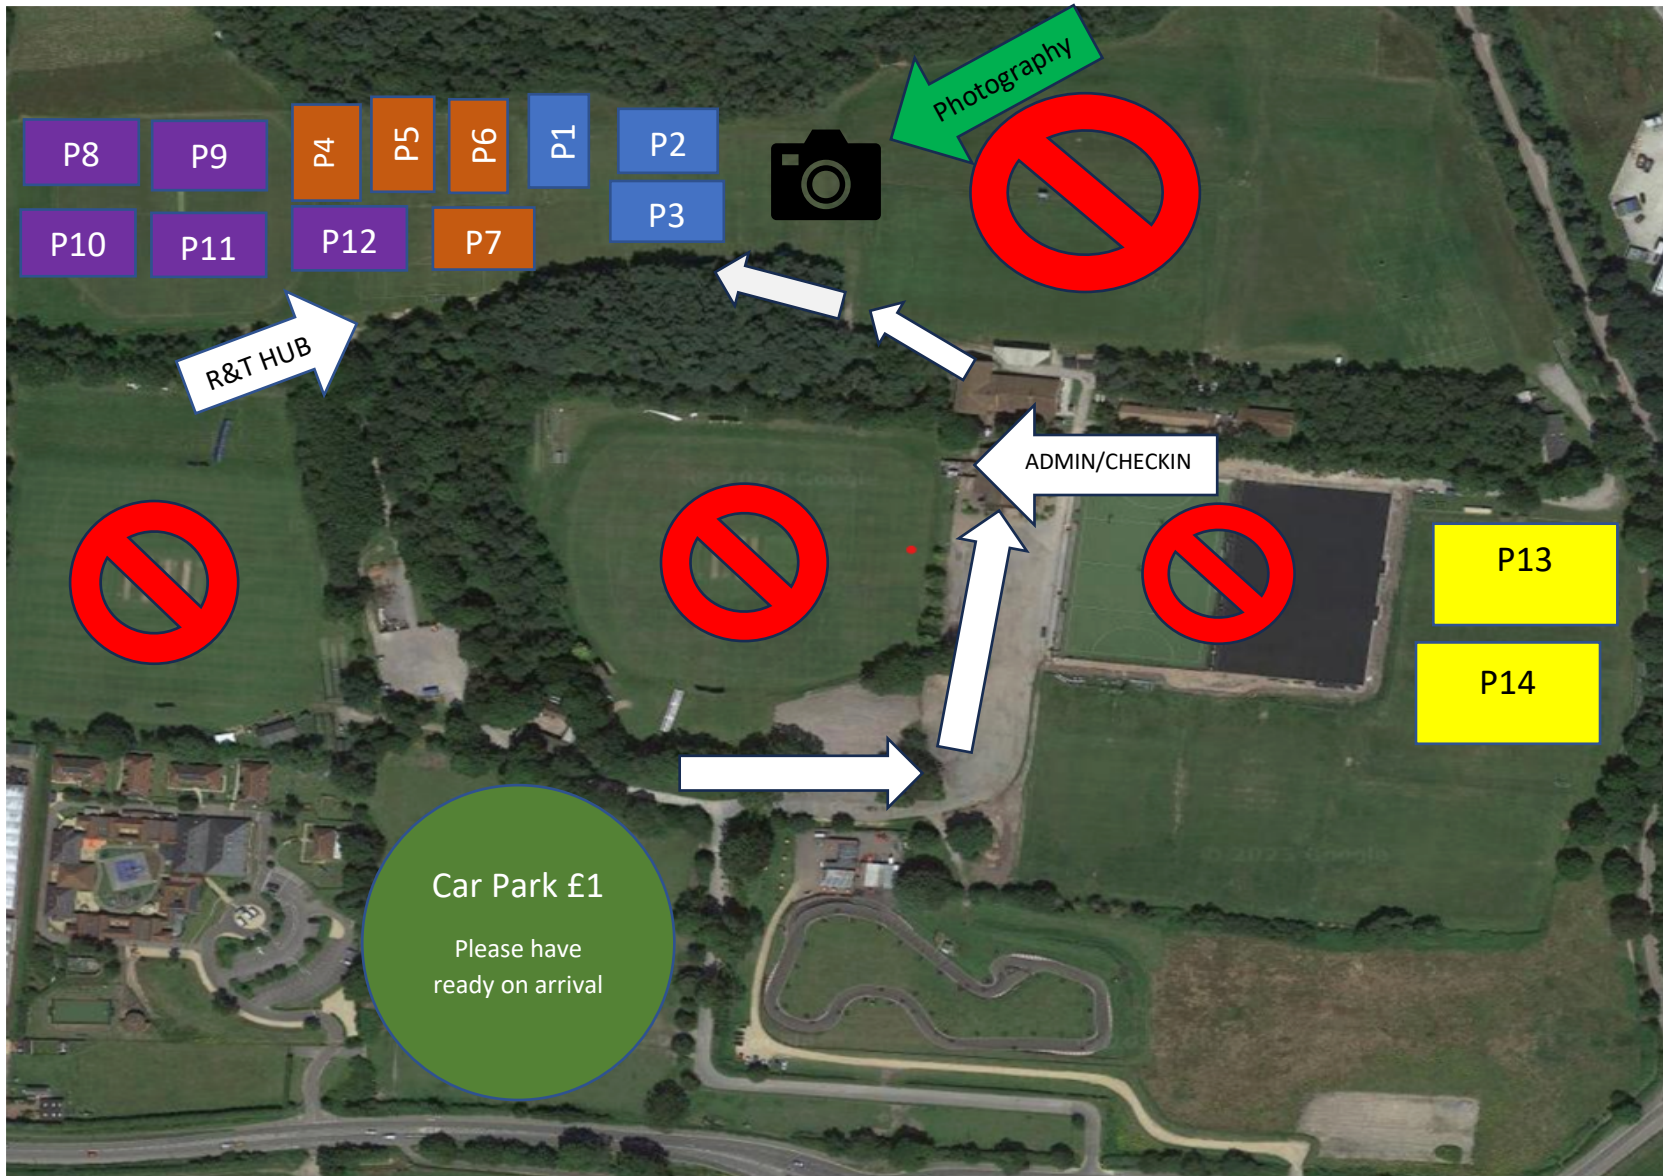 Photography
P8
P9
P4
P5
P6
P1
P2
P3
P10
P11
P12
P7
R&T HUB
ADMIN/CHECKIN
P13
P14
Car Park £1
Please have
ready on arrival